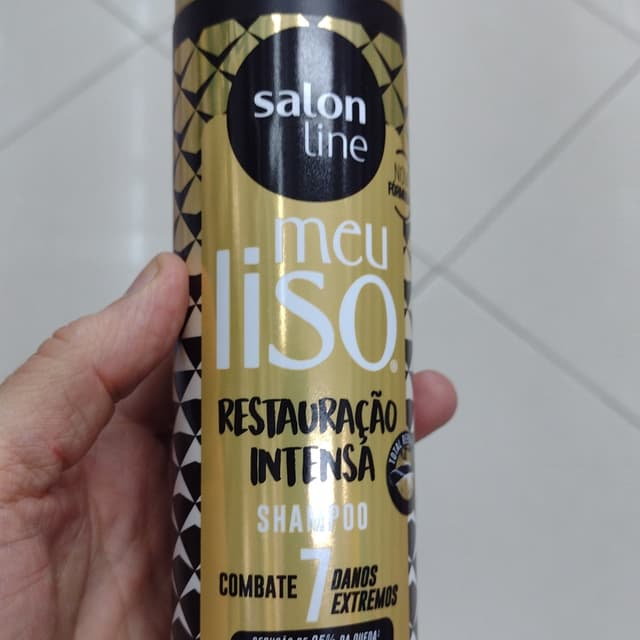 salon
line
meu
liso.
RESTAURAÇÃO
INTENSA
SHAMPOO
COMBATE 7 DANOS
EXTREMOS